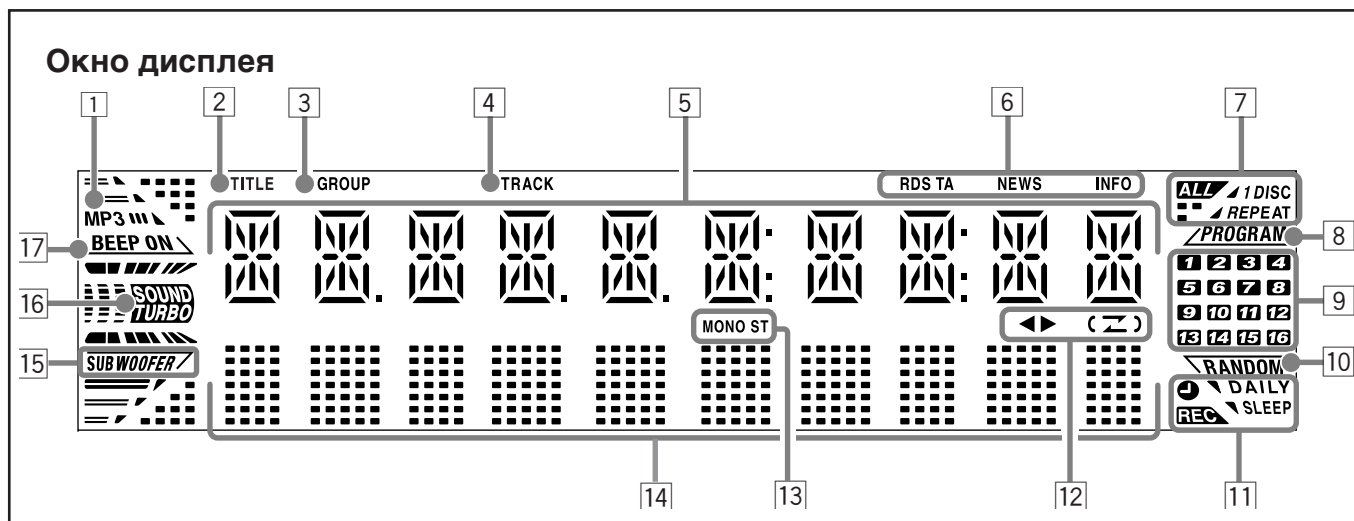 Окно дисплея
1 2 3 4 5 6 7
TITLE GROUP TRACK RDS TA NEWS INFO
ALL 1 DISC
REPEAT
MP3
17 BEEP ON
PROGRAM 8
1 2 3 4
5 6 7 8
9 10 11 12
13 14 15 16
9
16 SOUND
TURBO
MONO ST
15 SUBWOOFER
RANDOM 10
DAILY
REC SLEEP
14 13 12 11